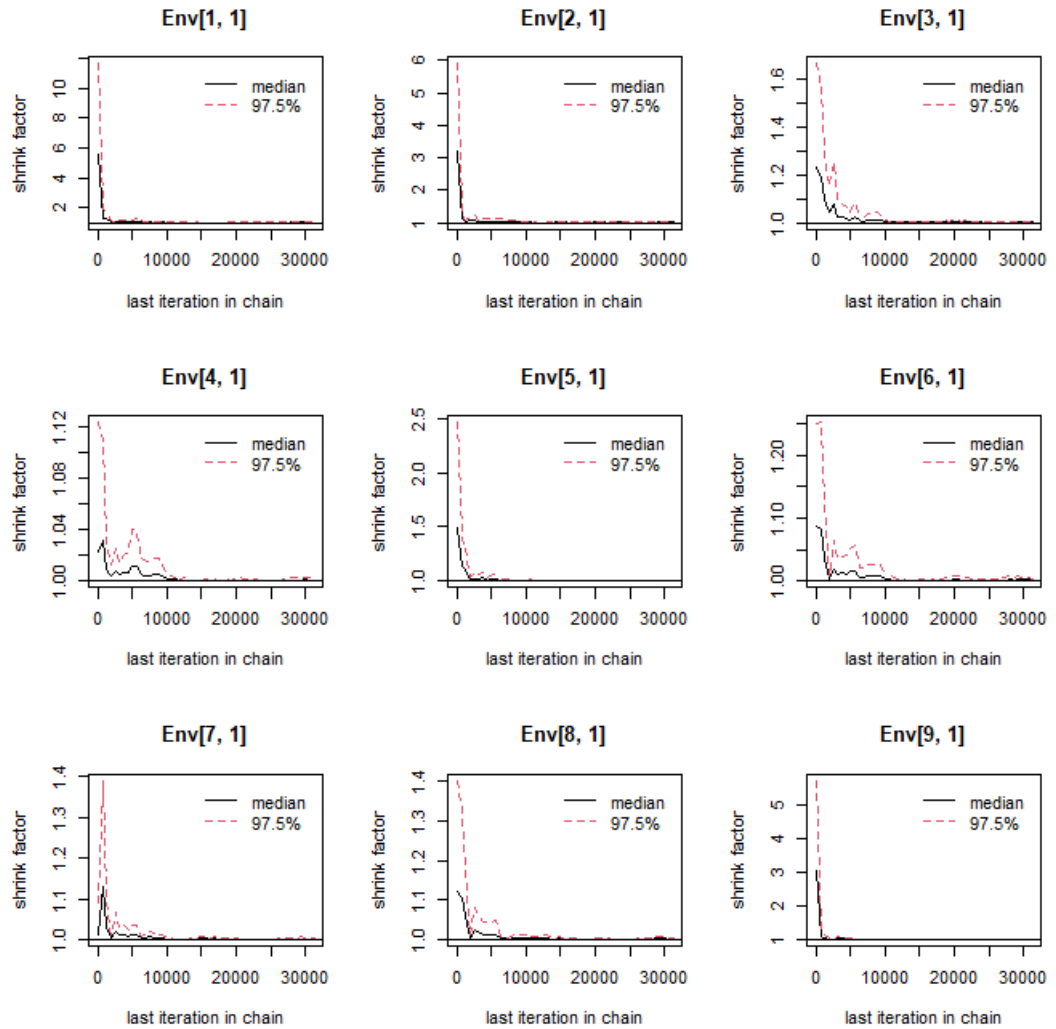 Env[1, 1]
shrink factor
2 4 6 8 10
median
97.5%
0 10000 20000 30000
last iteration in chain
Env[2, 1]
shrink factor
1 2 3 4 5 6
median
97.5%
0 10000 20000 30000
last iteration in chain
Env[3, 1]
shrink factor
1.0 1.2 1.4 1.6
median
97.5%
0 10000 20000 30000
last iteration in chain
Env[4, 1]
shrink factor
1.00 1.04 1.08 1.12
median
97.5%
0 10000 20000 30000
last iteration in chain
Env[5, 1]
shrink factor
1.0 1.5 2.0 2.5
median
97.5%
0 10000 20000 30000
last iteration in chain
Env[6, 1]
shrink factor
1.00 1.10 1.20
median
97.5%
0 10000 20000 30000
last iteration in chain
Env[7, 1]
shrink factor
1.0 1.1 1.2 1.3 1.4
median
97.5%
0 10000 20000 30000
last iteration in chain
Env[8, 1]
shrink factor
1.0 1.1 1.2 1.3 1.4
median
97.5%
0 10000 20000 30000
last iteration in chain
Env[9, 1]
shrink factor
1 2 3 4 5
median
97.5%
0 10000 20000 30000
last iteration in chain